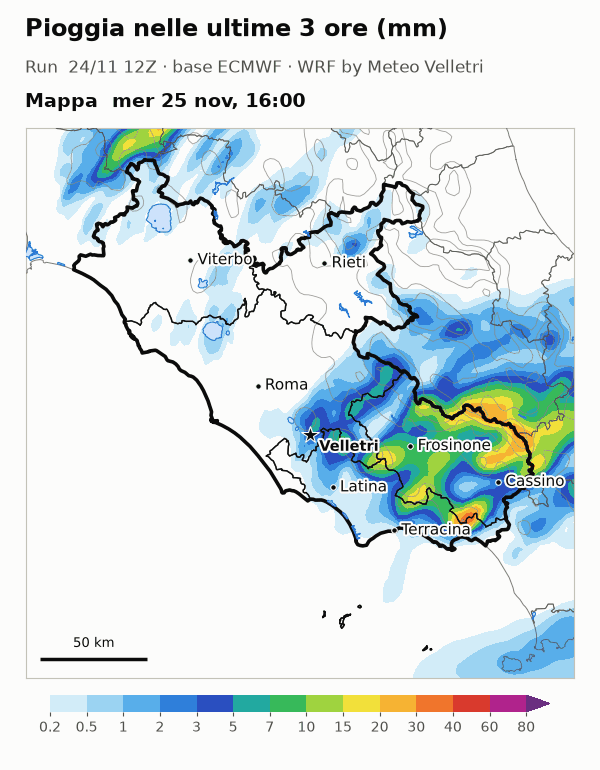 Pioggia nelle ultime 3 ore (mm)
Run  24/11 12Z · base ECMWF · WRF by Meteo Velletri
Mappa  mer 25 nov, 16:00
Viterbo
Rieti
Roma
Velletri
Frosinone
Latina
Cassino
Terracina
50 km
0.2 0.5 1 2 3 5 7 10 15 20 30 40 60 80